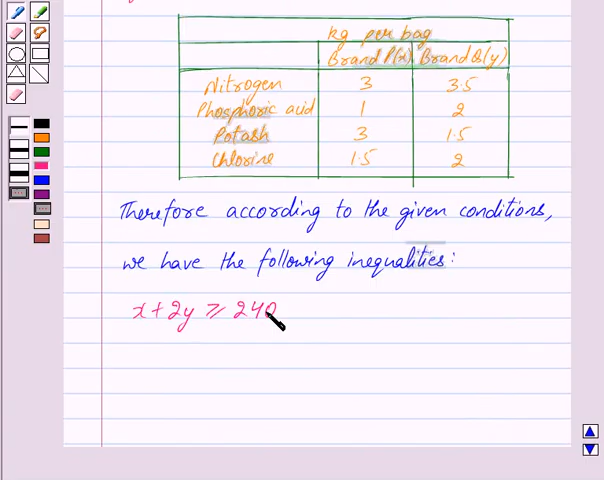 kg per bag
Brand P(x) Brand Q(y)
Nitrogen 3 3.5
Phosphoric acid 1 2
Potash 3 1.5
Chlorine 1.5 2
Therefore according to the given conditions,
we have the following inequalities:
x + 2y ≥ 240